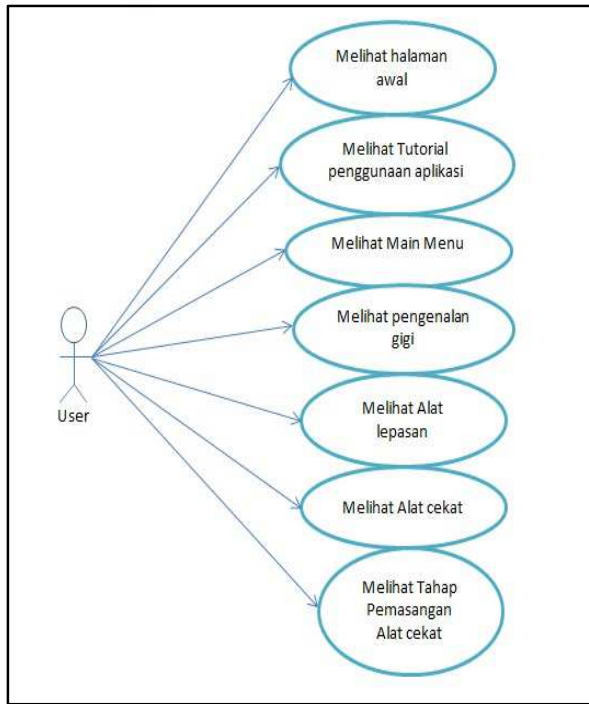 Melihat halaman
awal
Melihat Tutorial
penggunaan aplikasi
Melihat Main Menu
Melihat pengenalan
gigi
User
Melihat Alat
lepasan
Melihat Alat cekat
Melihat Tahap
Pemasangan
Alat cekat